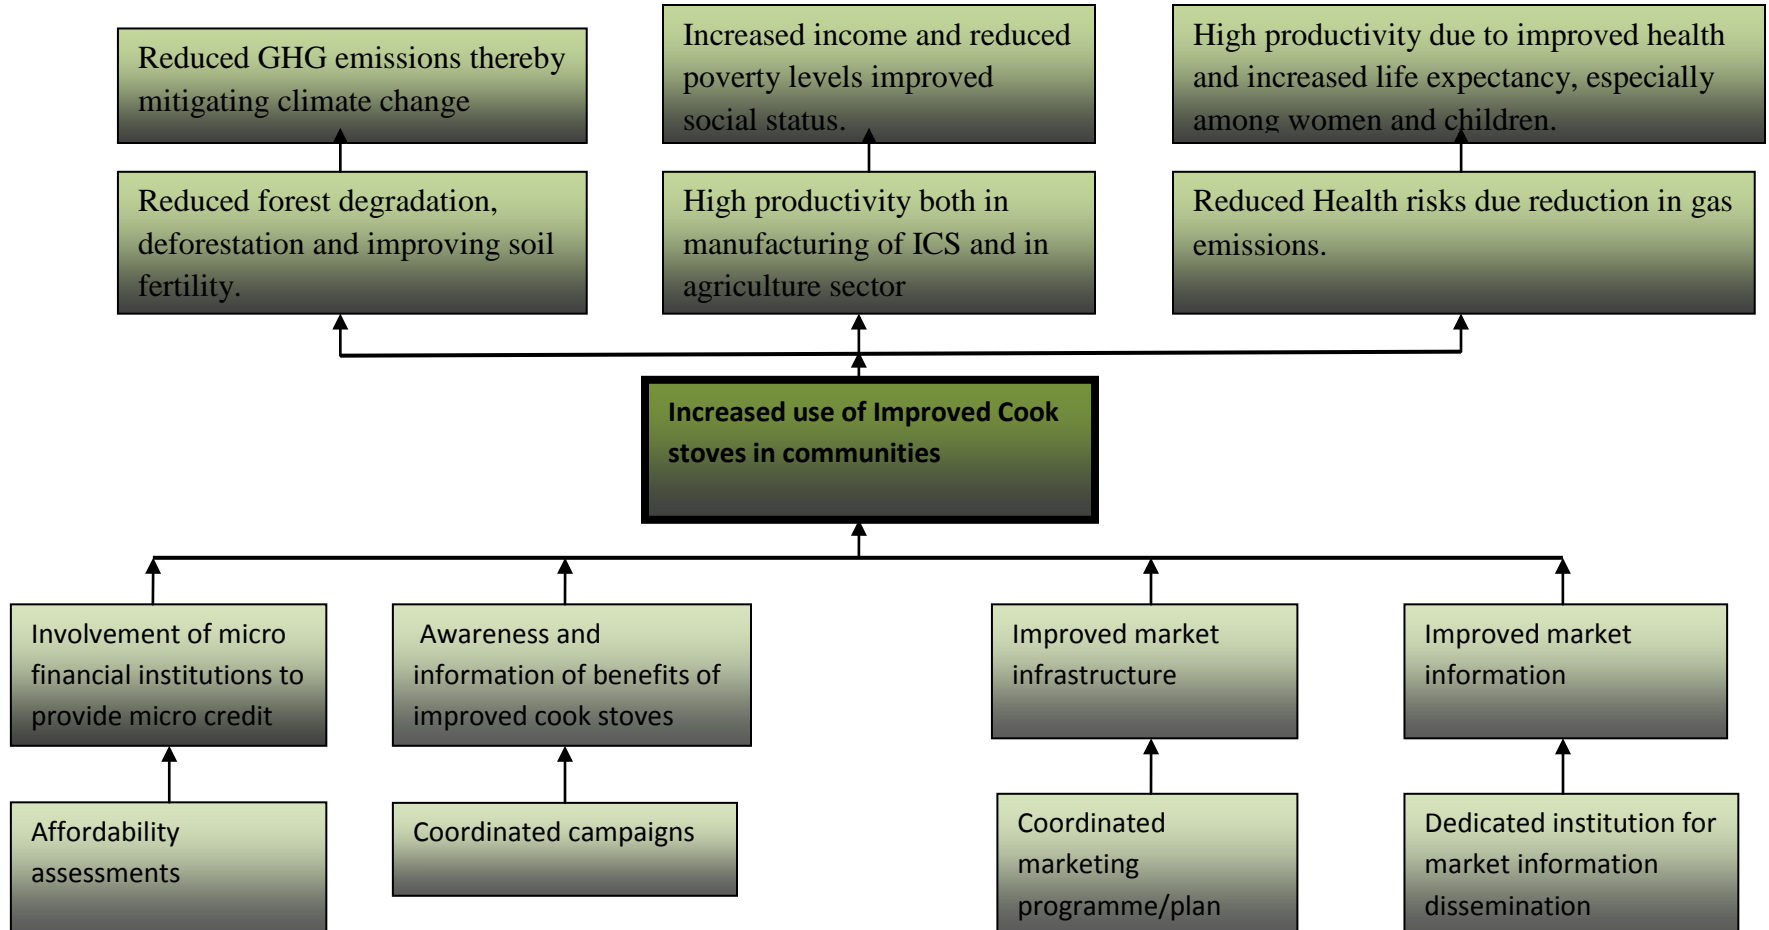 Reduced GHG emissions thereby
mitigating climate change
Increased income and reduced
poverty levels improved
social status.
High productivity due to improved health
and increased life expectancy, especially
among women and children.
Reduced forest degradation,
deforestation and improving soil
fertility.
High productivity both in
manufacturing of ICS and in
agriculture sector
Reduced Health risks due reduction in gas
emissions.
Increased use of Improved Cook
stoves in communities
Involvement of micro
financial institutions to
provide micro credit
Awareness and
information of benefits of
improved cook stoves
Improved market
infrastructure
Improved market
information
Affordability
assessments
Coordinated campaigns
Coordinated
marketing
programme/plan
Dedicated institution for
market information
dissemination